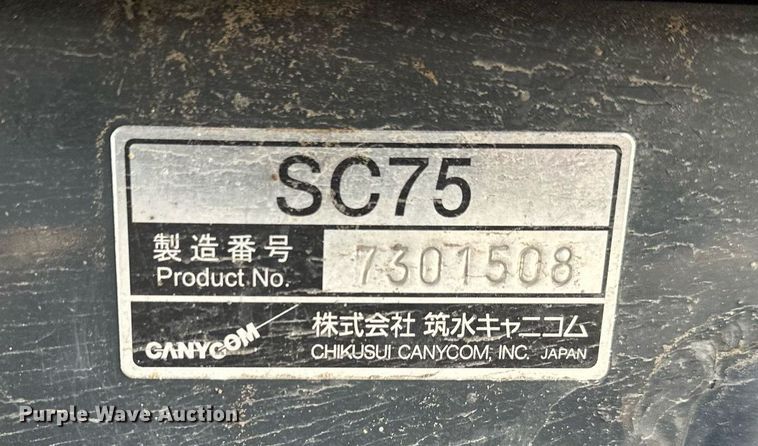 SC75
製造番号
Product No.
7301508
CANYCOM
株式会社 筑水キャニコム
CHIKUSUI CANYCOM, INC. JAPAN
Purple Wave Auction